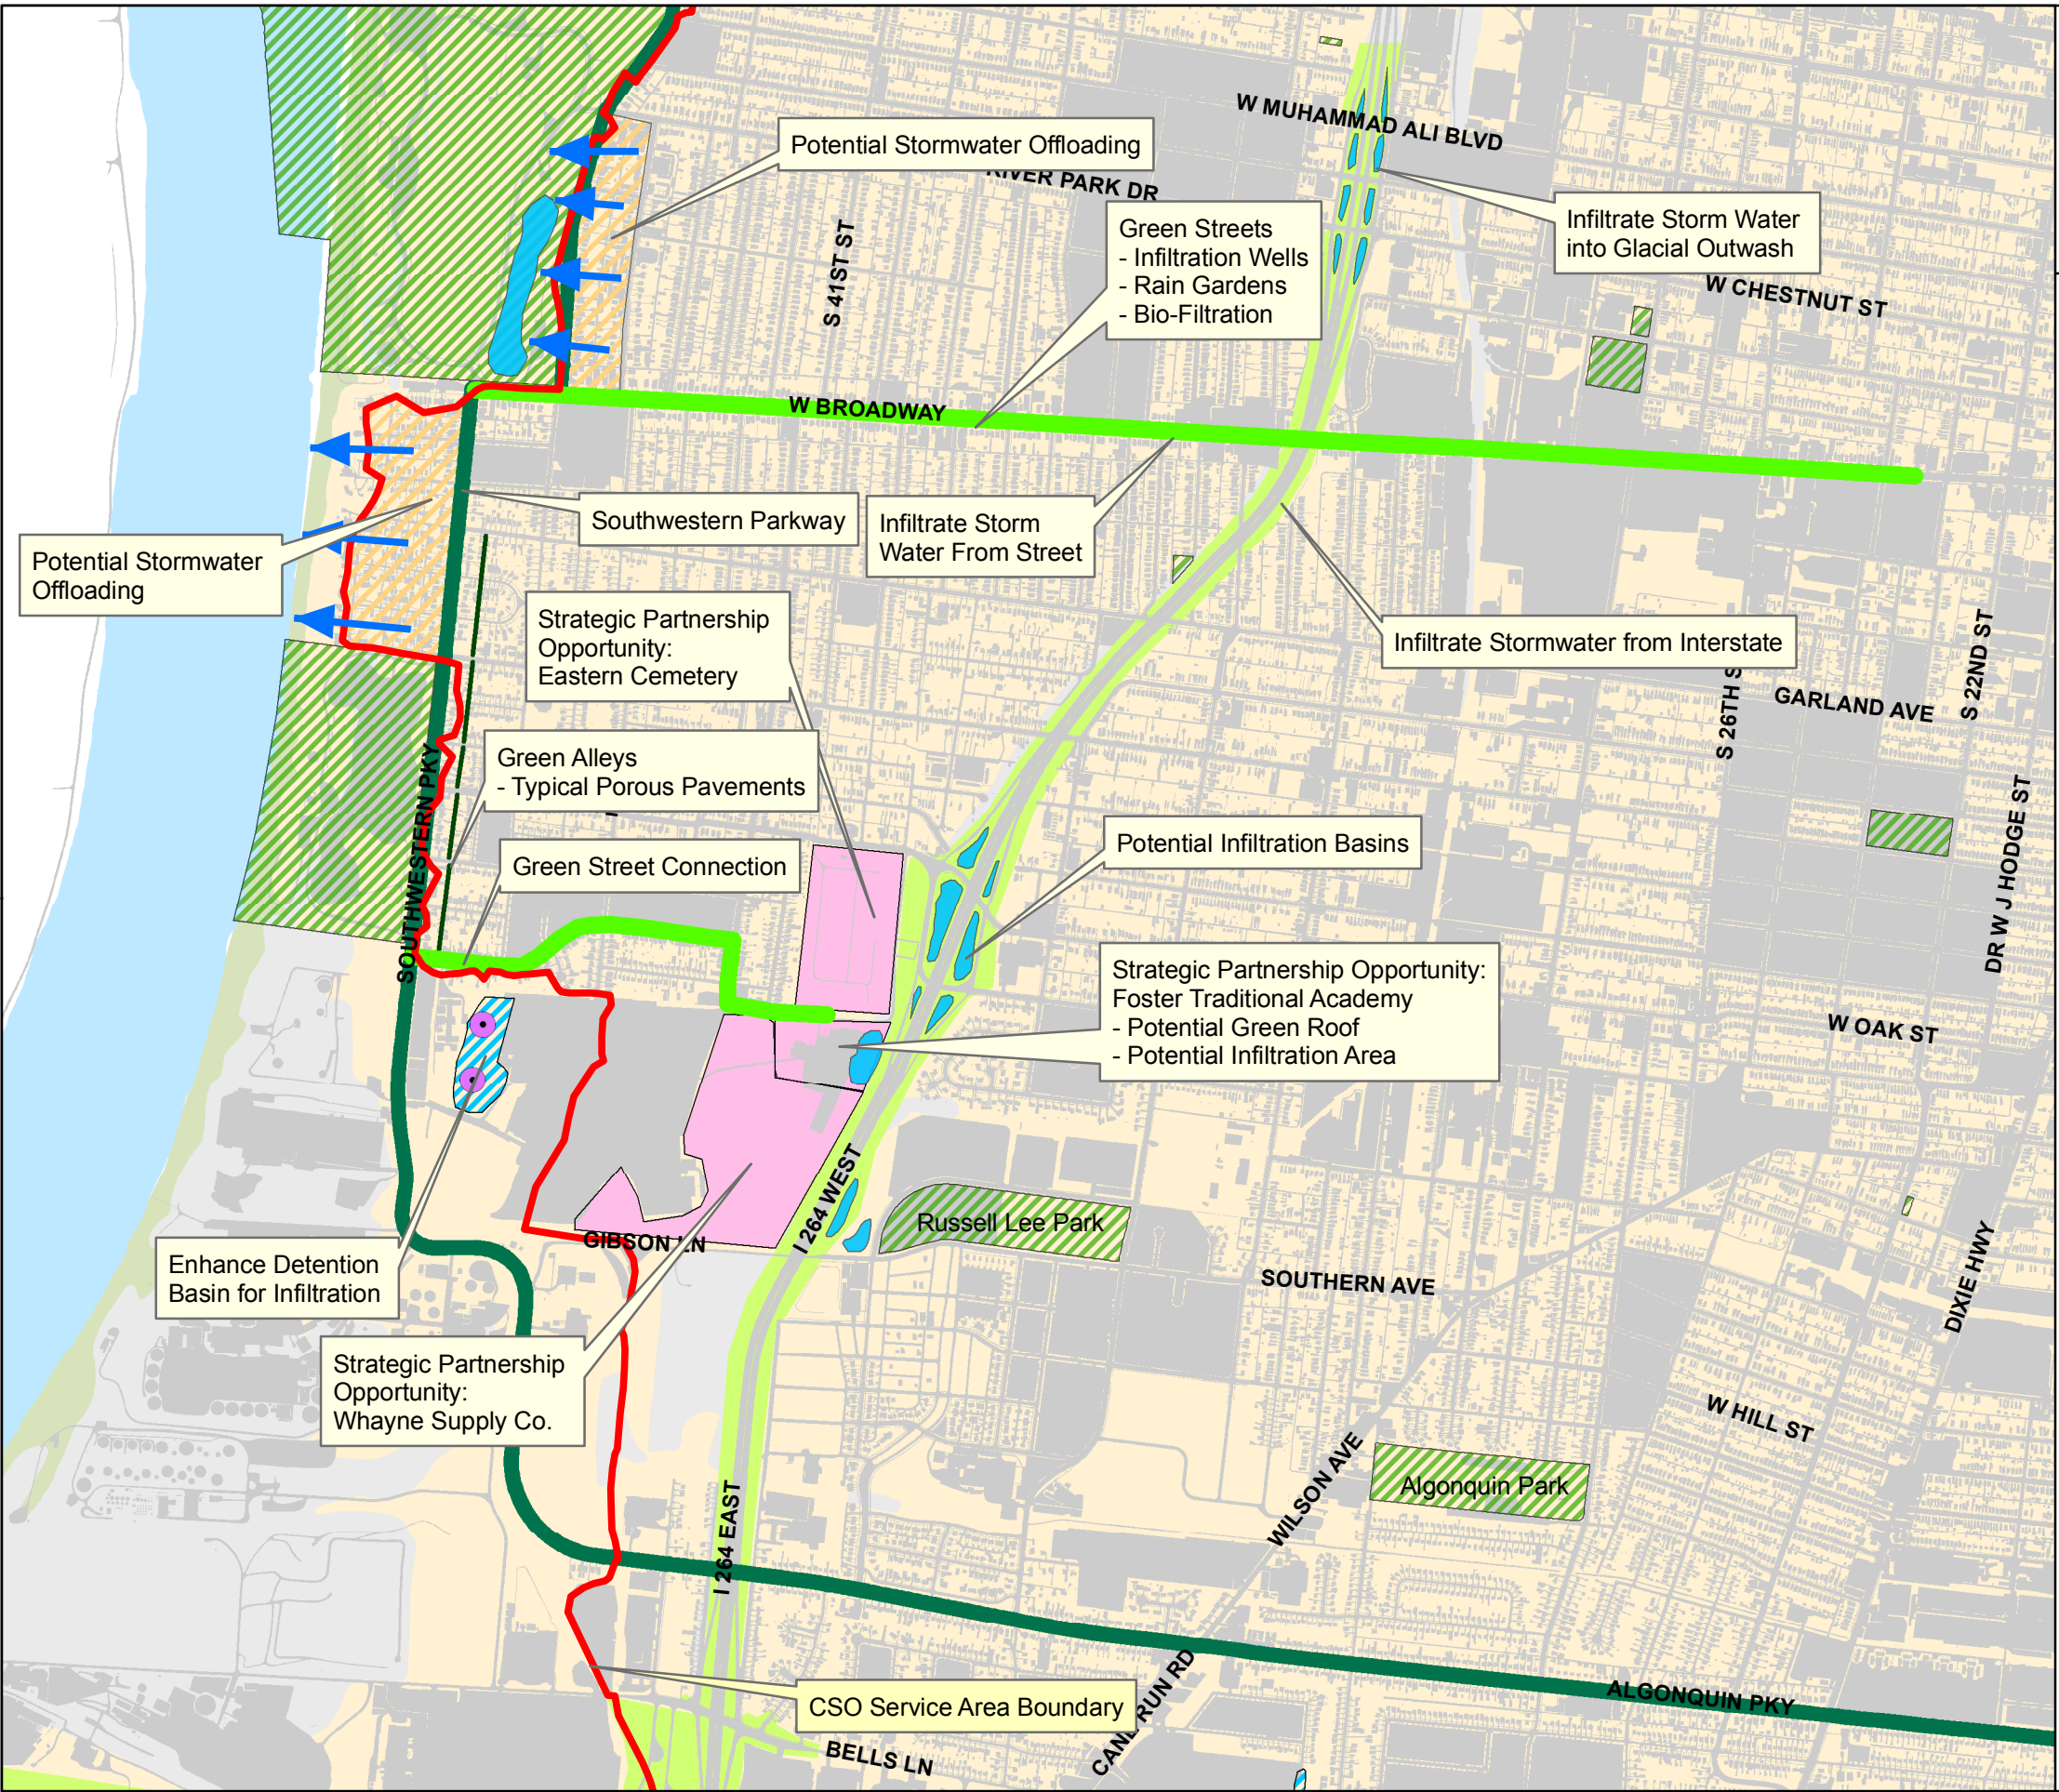 W MUHAMMAD ALI BLVD
Potential Stormwater Offloading
RIVER PARK DR
Infiltrate Storm Water
into Glacial Outwash
Green Streets
- Infiltration Wells
- Rain Gardens
- Bio-Filtration
S 41ST ST
W CHESTNUT ST
W BROADWAY
Southwestern Parkway
Infiltrate Storm
Water From Street
Potential Stormwater
Offloading
Strategic Partnership
Opportunity:
Eastern Cemetery
Infiltrate Stormwater from Interstate
S 22ND ST
S 26TH S
GARLAND AVE
Green Alleys
- Typical Porous Pavements
SOUTHWESTERN PKY
Potential Infiltration Basins
Green Street Connection
DR W J HODGE ST
Strategic Partnership Opportunity:
Foster Traditional Academy
- Potential Green Roof
- Potential Infiltration Area
W OAK ST
I 264 WEST
Russell Lee Park
GIBSON LN
Enhance Detention
Basin for Infiltration
SOUTHERN AVE
DIXIE HWY
Strategic Partnership
Opportunity:
Whayne Supply Co.
W HILL ST
WILSON AVE
Algonquin Park
I 264 EAST
CSO Service Area Boundary
CANE RUN RD
ALGONQUIN PKY
BELLS LN